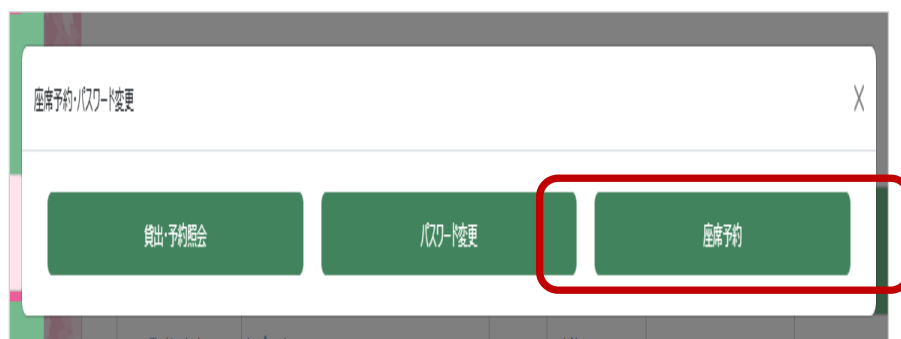 座席予約・パスワード変更
×
貸出・予約照会
パスワード変更
座席予約